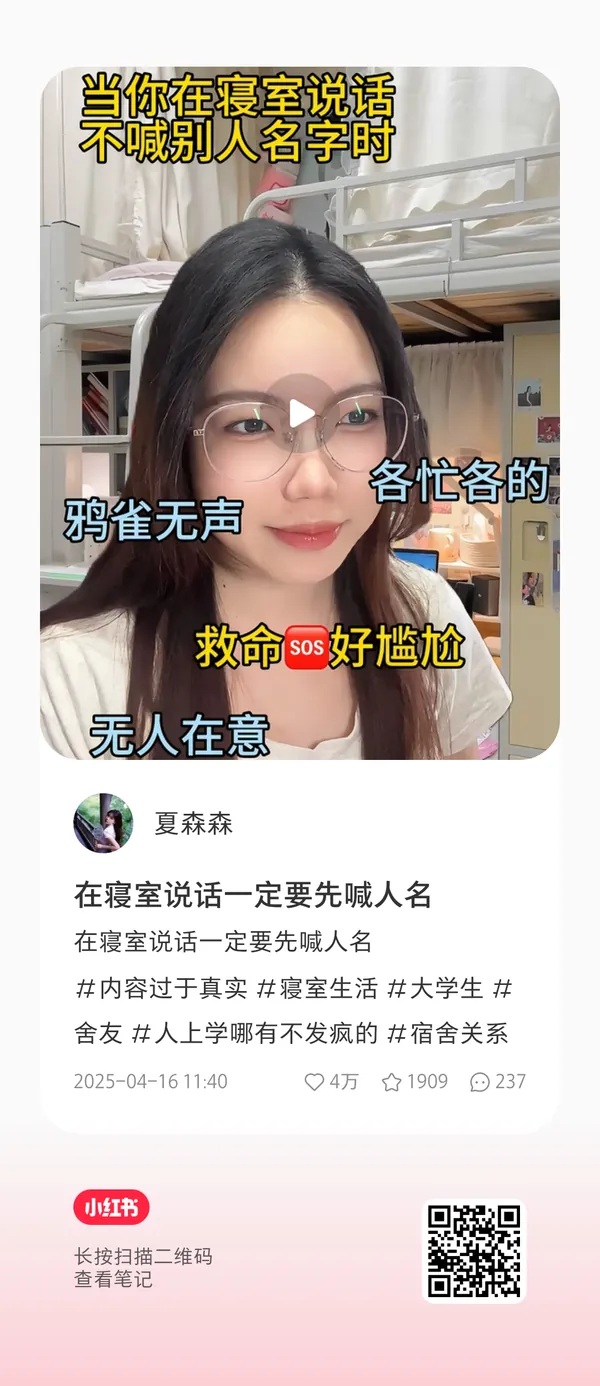 当你在寝室说话
不喊别人名字时
各忙各的
鸦雀无声
救命🆘好尴尬
无人在意
夏森森
在寝室说话一定要先喊人名
在寝室说话一定要先喊人名
#内容过于真实 #寝室生活 #大学生 #
舍友 #人上学哪有不发疯的 #宿舍关系
2025-04-16 11:40 4万 1909 237
小红书
长按扫描二维码
查看笔记